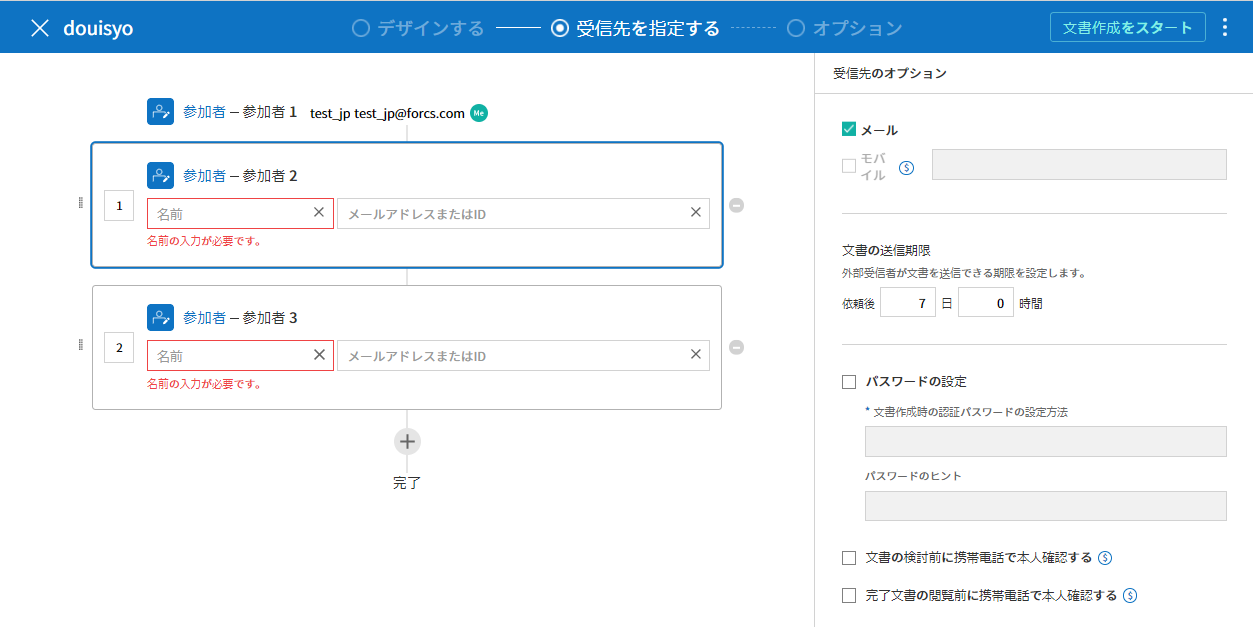 douisyo
デザインする
受信先を指定する
オプション
文書作成をスタート
参加者 – 参加者 1 test_jp test_jp@forcs.com Me
1
参加者 – 参加者 2
名前
メールアドレスまたはID
名前の入力が必要です。
2
参加者 – 参加者 3
名前
メールアドレスまたはID
名前の入力が必要です。
完了
受信先のオプション
メール
モバ
イル
$
文書の送信期限
外部受信者が文書を送信できる期限を設定します。
依頼後 7 日 0 時間
パスワードの設定
* 文書作成時の認証パスワードの設定方法
パスワードのヒント
文書の検討前に携帯電話で本人確認する $
完了文書の閲覧前に携帯電話で本人確認する $